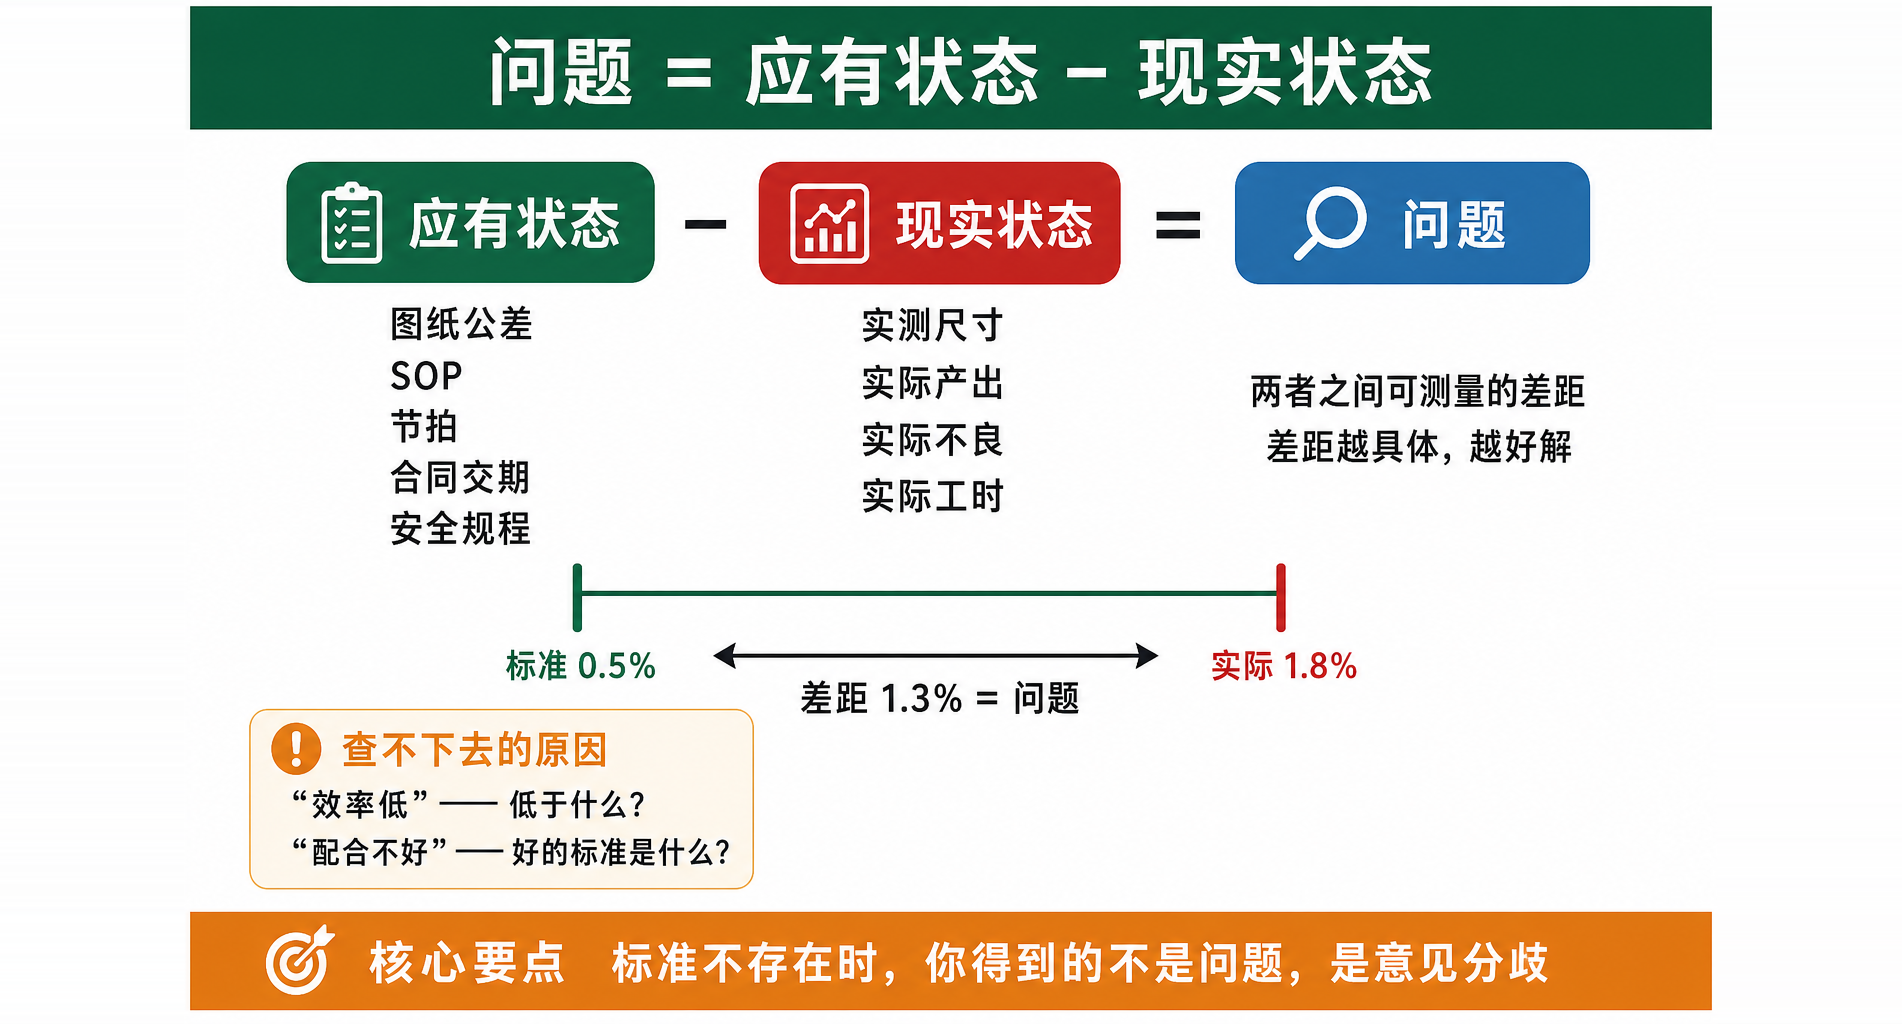 问题 = 应有状态 – 现实状态
应有状态 – 现实状态 = 问题
图纸公差
SOP
节拍
合同交期
安全规程
实测尺寸
实际产出
实际不良
实际工时
两者之间可测量的差距
差距越具体，越好解
标准 0.5%
实际 1.8%
差距 1.3% = 问题
查不下去的原因
“效率低” —— 低于什么？
“配合不好” —— 好的标准是什么？
核心要点 标准不存在时，你得到的不是问题，是意见分歧